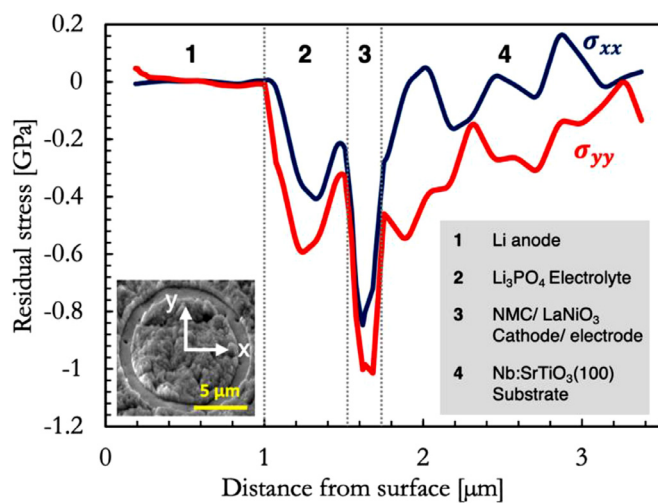 0.2
0
-0.2
-0.4
-0.6
-0.8
-1
-1.2
Residual stress [GPa]
1
2
3
4
σxx
σyy
1 Li anode
2 Li₃PO₄ Electrolyte
3 NMC/ LaNiO₃
Cathode/ electrode
4 Nb:SrTiO₃(100)
Substrate
y
x
5 µm
0
1
2
3
Distance from surface [µm]